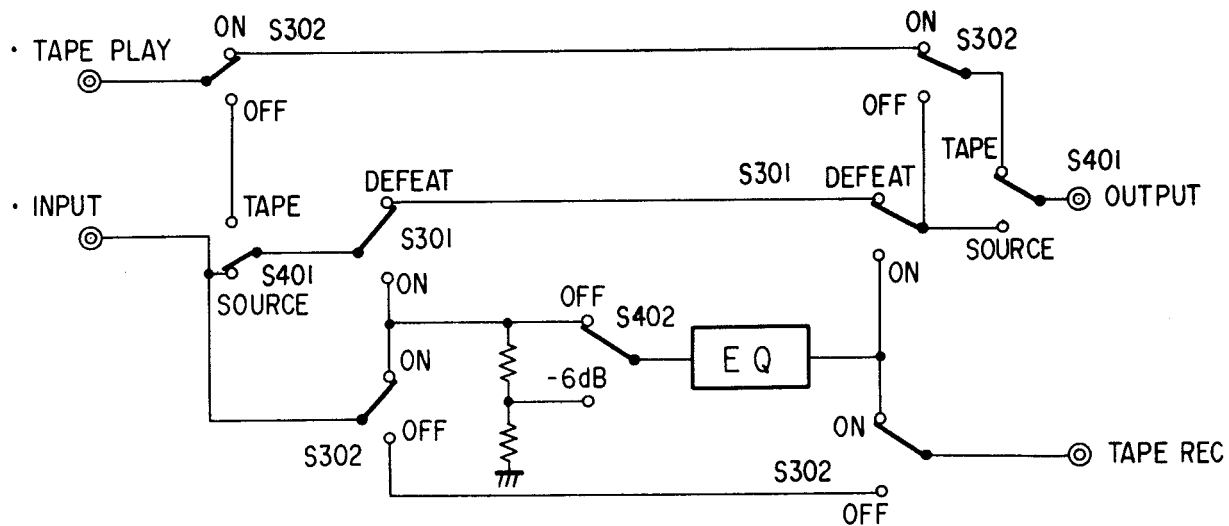 ON S302
· TAPE PLAY
OFF
ON
S302
OFF
TAPE
S401
DEFEAT
S301
DEFEAT
OUTPUT
· INPUT
TAPE
S301
S401
SOURCE
SOURCE
ON
ON
OFF
S402
EQ
ON
-6dB
S302
OFF
ON
TAPE REC
S302
OFF